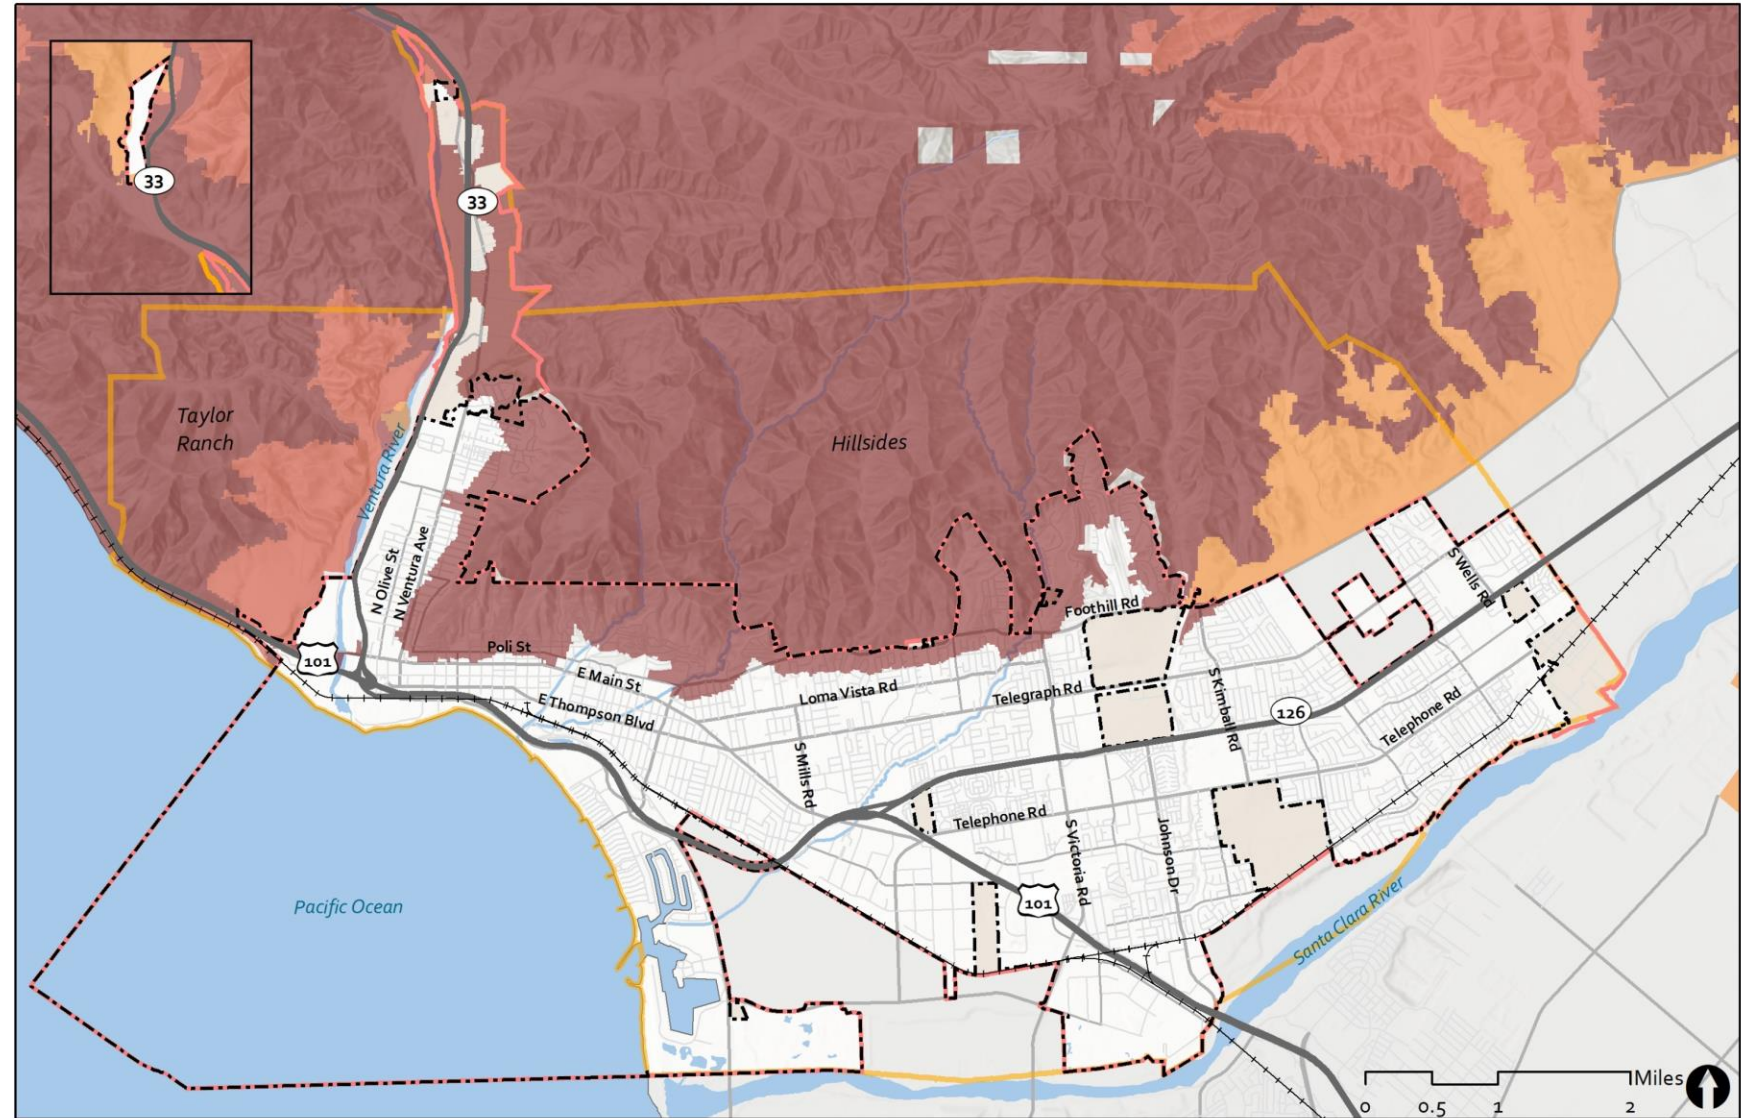 33
33
Taylor
Ranch
Hillsides
Ventura River
N Olive St
N Ventura Ave
S Wells Rd
Foothill Rd
Poli St
101
E Main St
Loma Vista Rd
Telegraph Rd
S Kimball Rd
E Thompson Blvd
126
Telephone Rd
S Mills Rd
Telephone Rd
S Victoria Rd
Johnson Dr
101
Pacific Ocean
Santa Clara River
Miles
0 0.5 1 2